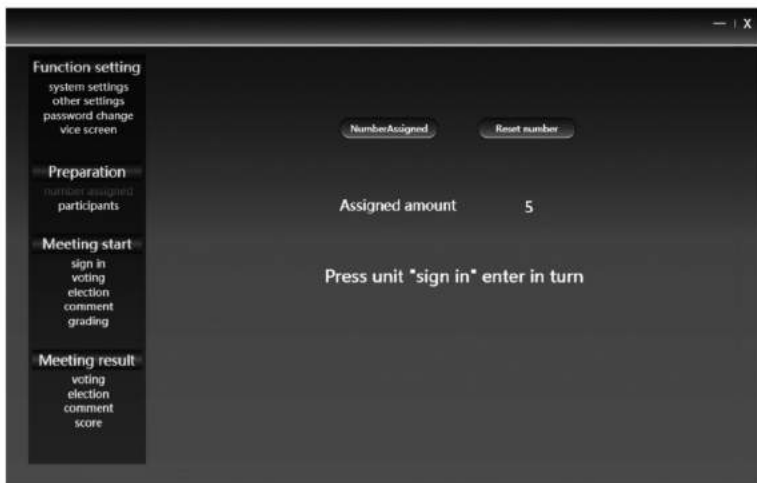 — | X
Function setting
system settings
other settings
password change
vice screen
NumberAssigned
Reset number
Preparation
number assigned
participants
Assigned amount 5
Meeting start
sign in
voting
election
comment
grading
Press unit "sign in" enter in turn
Meeting result
voting
election
comment
score